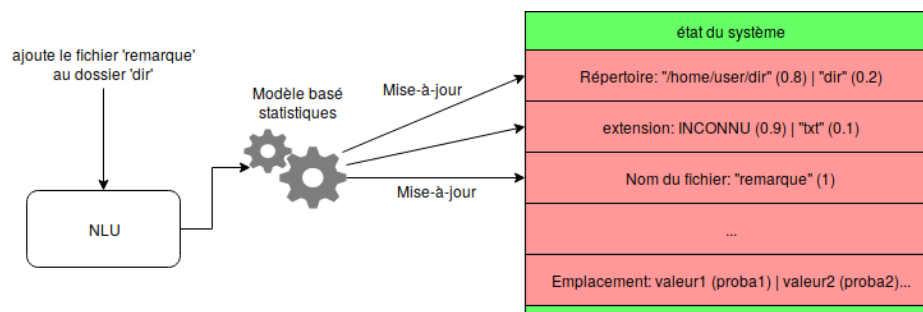 ajoute le fichier 'remarque'
au dossier 'dir'
NLU
Modèle basé
statistiques
Mise-à-jour
Mise-à-jour
état du système
Répertoire: "/home/user/dir" (0.8) | "dir" (0.2)
extension: INCONNU (0.9) | "txt" (0.1)
Nom du fichier: "remarque" (1)
...
Emplacement: valeur1 (proba1) | valeur2 (proba2)...